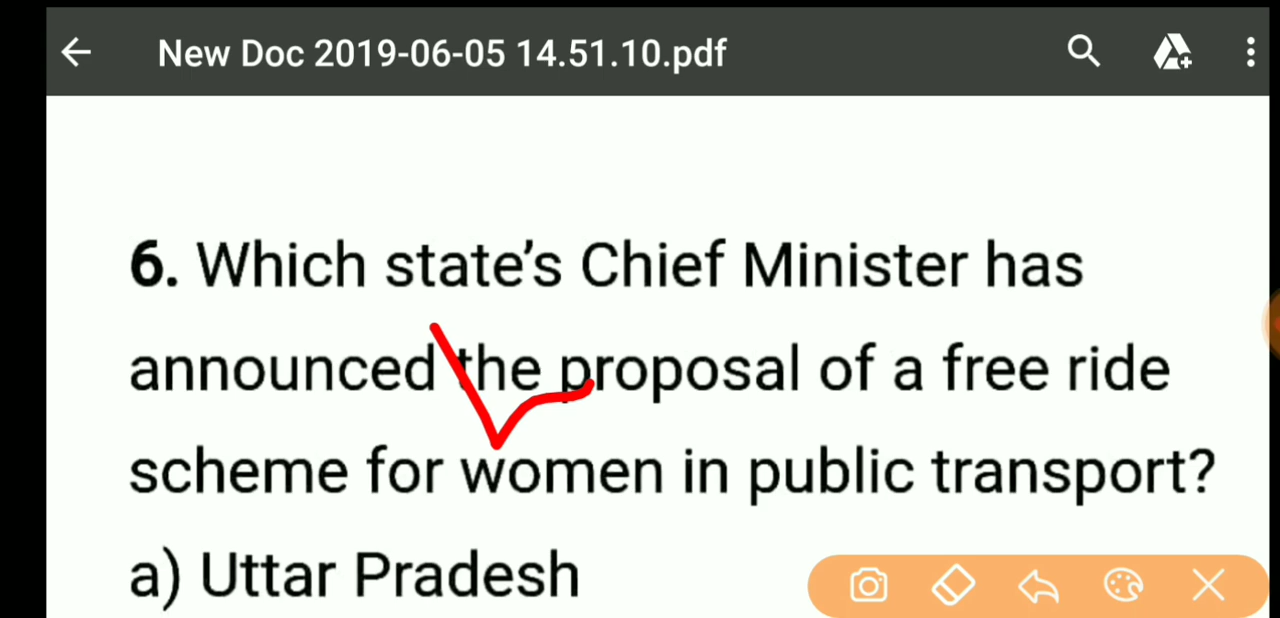 New Doc 2019-06-05 14.51.10.pdf
6. Which state’s Chief Minister has
announced the proposal of a free ride
scheme for women in public transport?
a) Uttar Pradesh